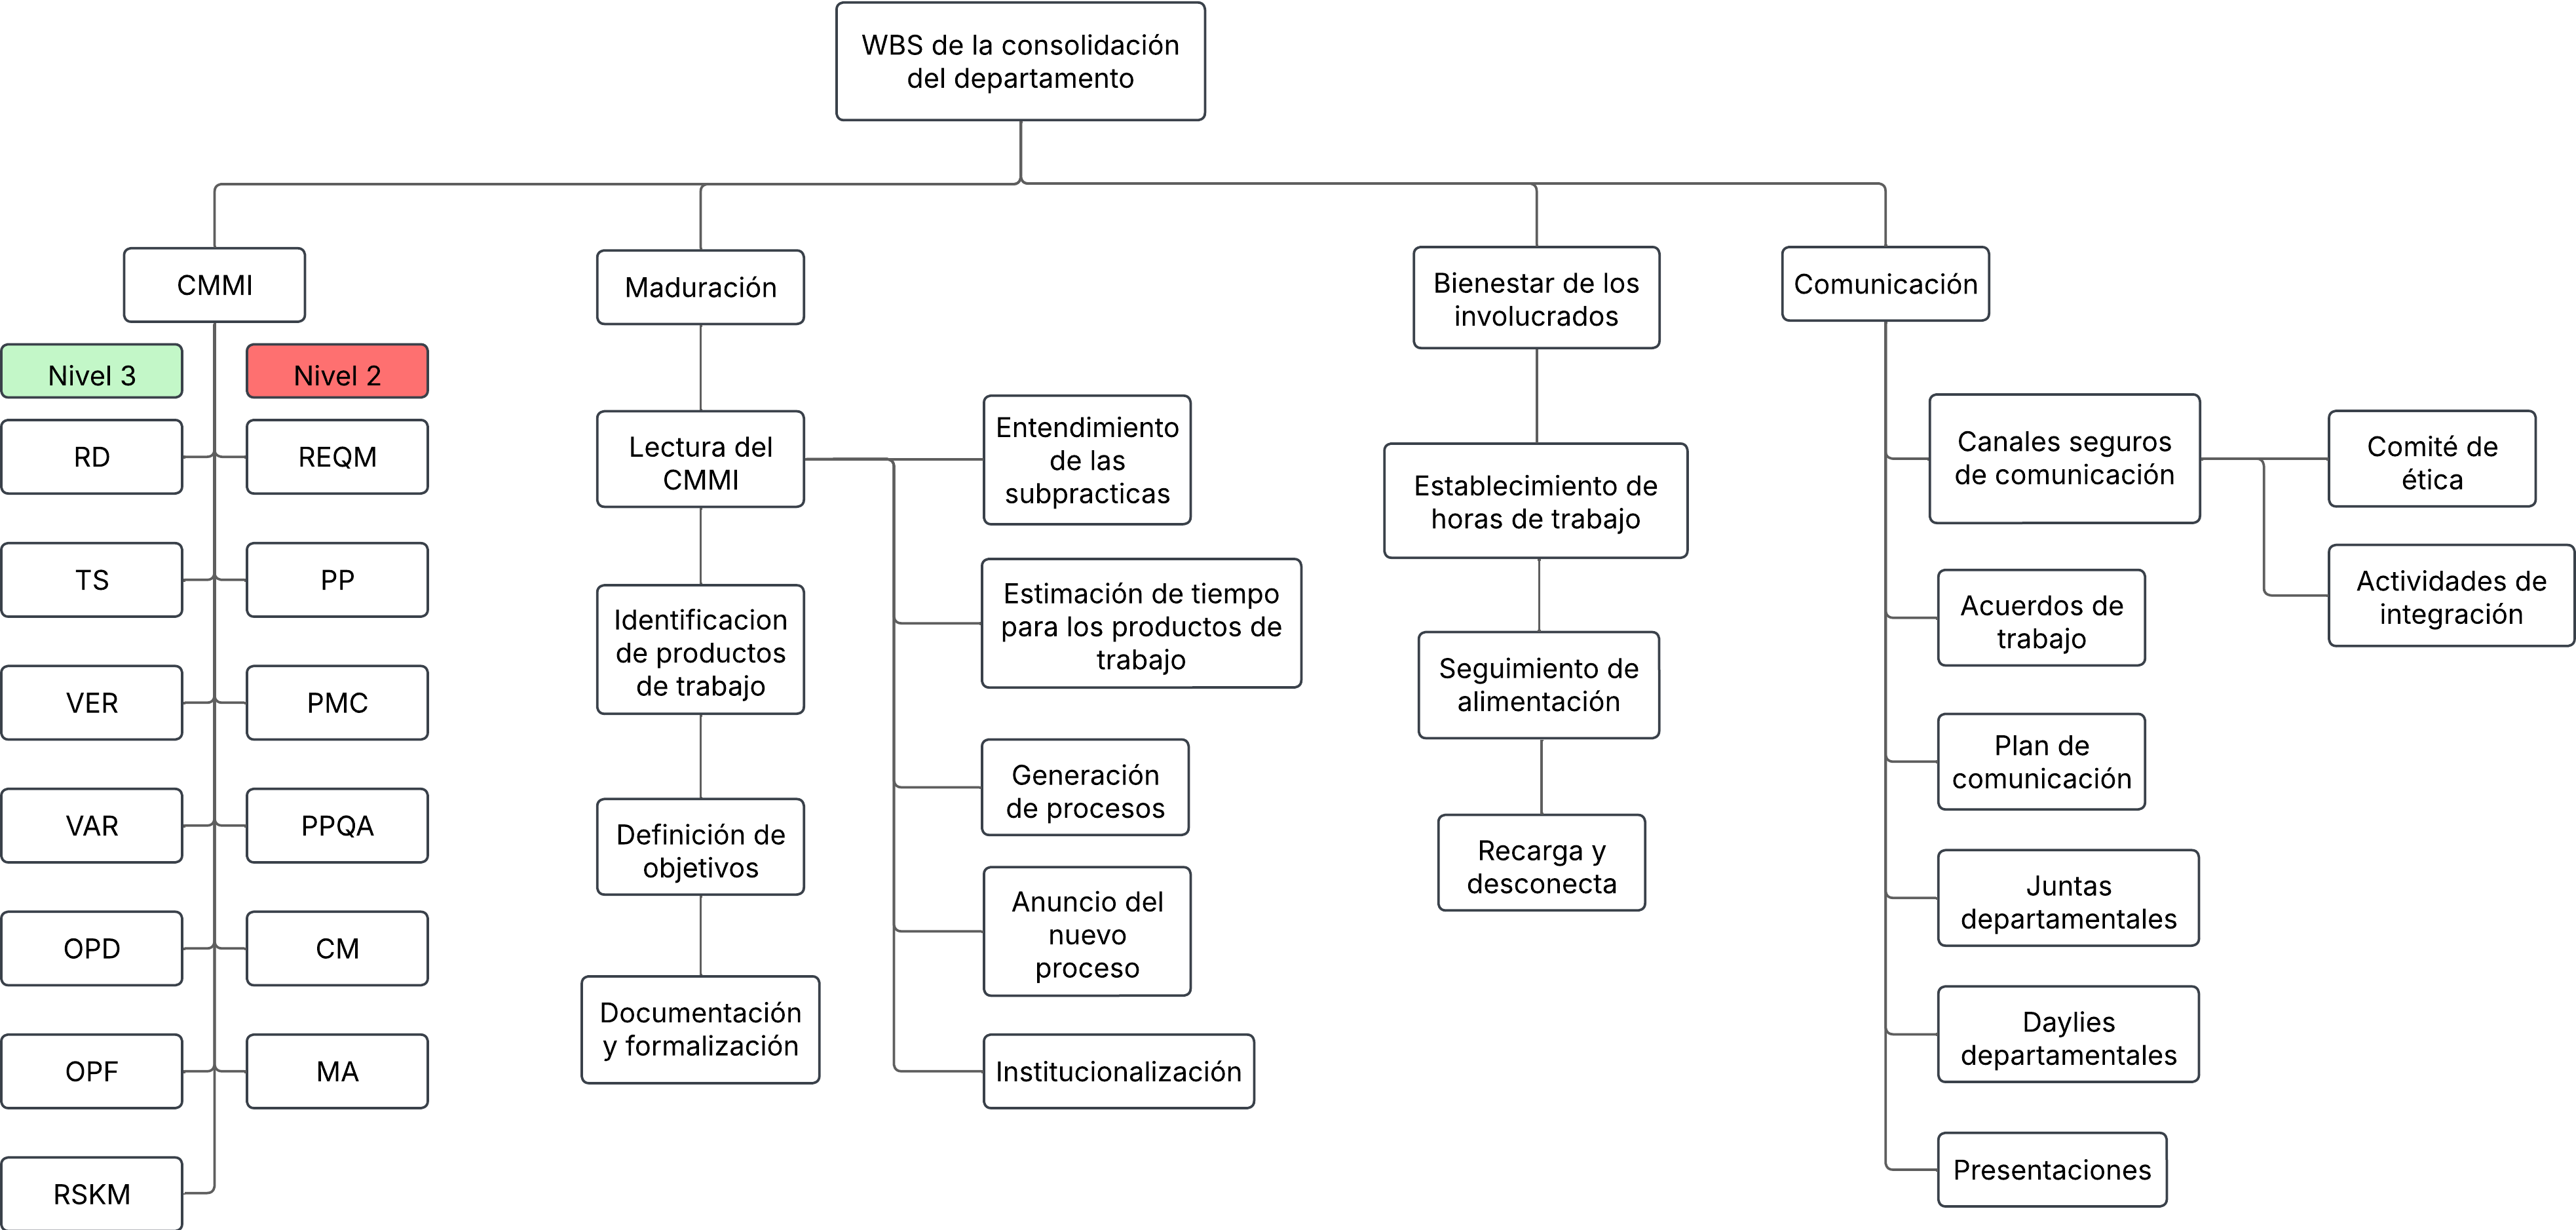 WBS de la consolidación
del departamento
CMMI
Nivel 3
Nivel 2
RD
REQM
TS
PP
VER
PMC
VAR
PPQA
OPD
CM
OPF
MA
RSKM
Maduración
Lectura del
CMMI
Identificacion
de productos
de trabajo
Definición de
objetivos
Documentación
y formalización
Entendimiento
de las
subpracticas
Estimación de tiempo
para los productos de
trabajo
Generación
de procesos
Anuncio del
nuevo
proceso
Institucionalización
Bienestar de los
involucrados
Establecimiento de
horas de trabajo
Seguimiento de
alimentación
Recarga y
desconecta
Comunicación
Canales seguros
de comunicación
Comité de
ética
Actividades de
integración
Acuerdos de
trabajo
Plan de
comunicación
Juntas
departamentales
Daylies
departamentales
Presentaciones